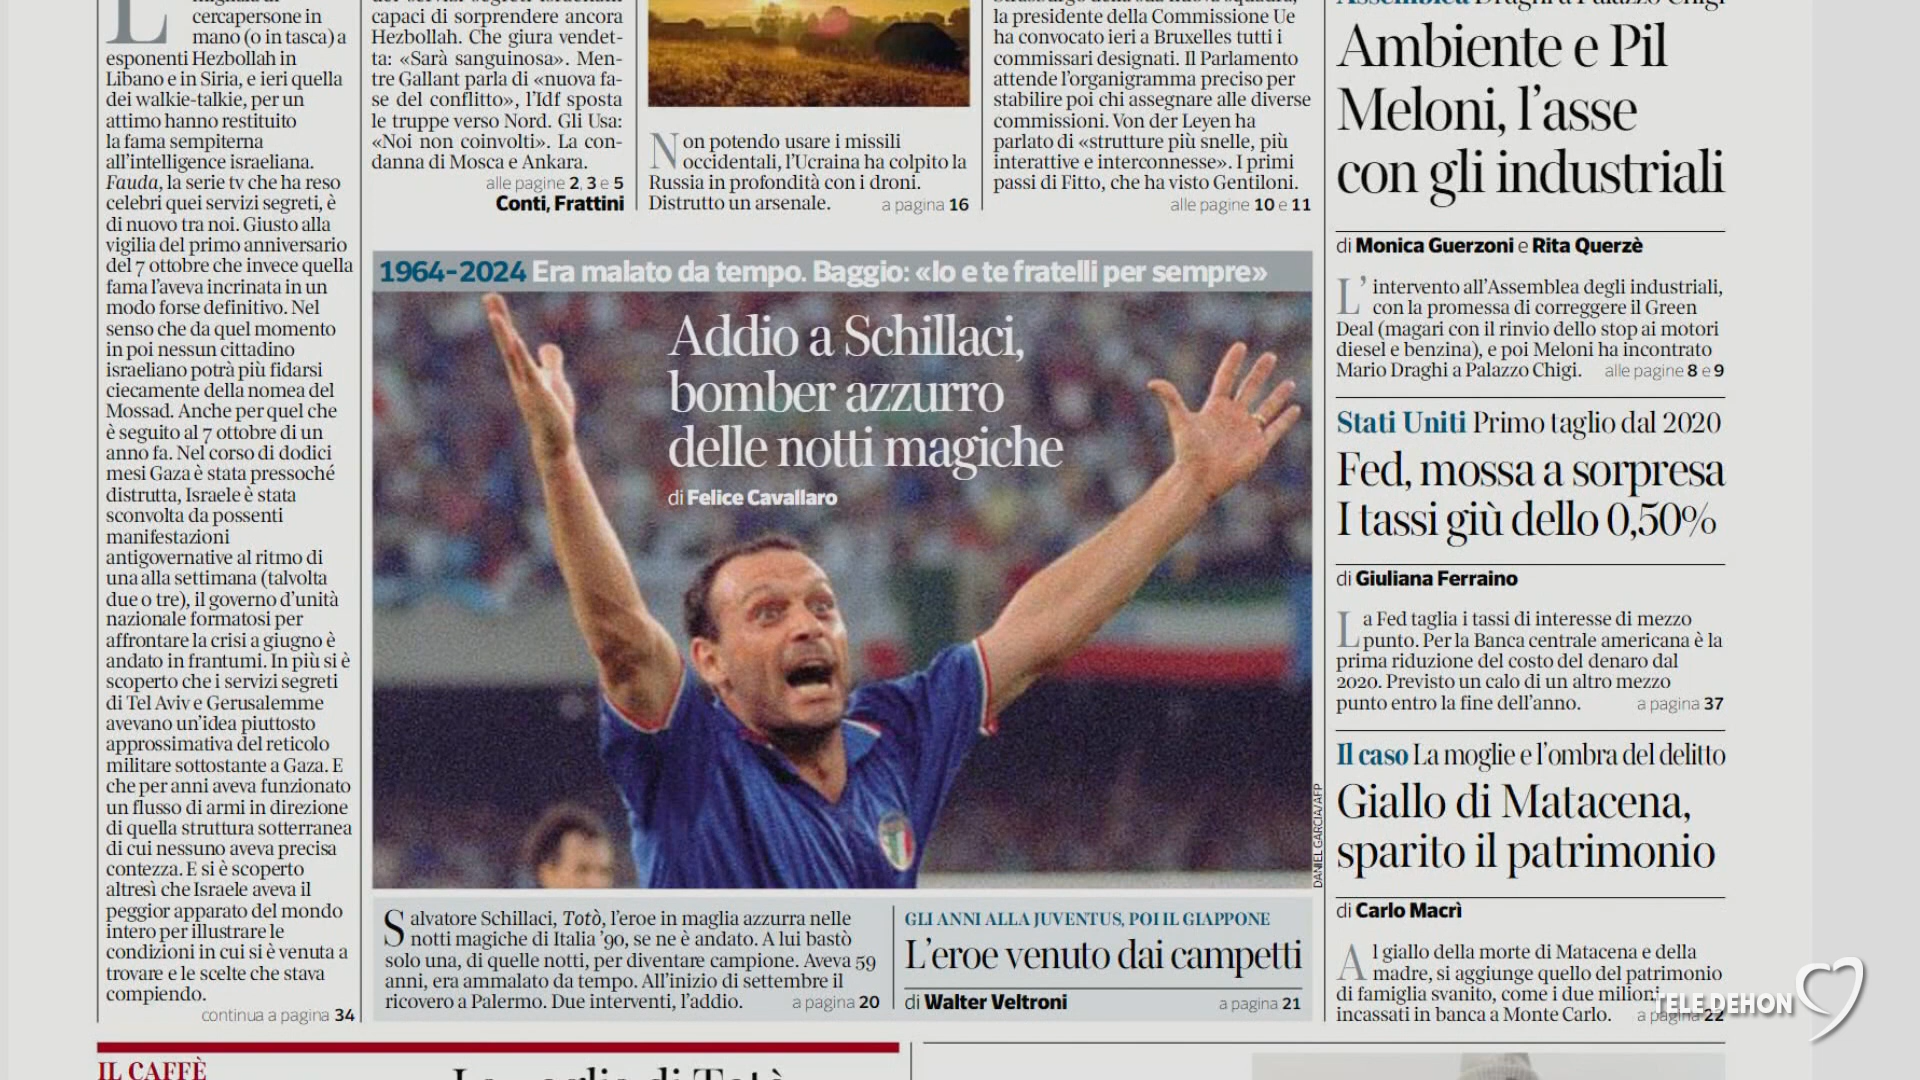 cercapersone in
mano (o in tasca) a
esponenti Hezbollah in
Libano e in Siria, e ieri quella
dei walkie-talkie, per un
attimo hanno restituito
la fama sempiterna
all'intelligence israeliana.
Fauda, la serie tv che ha reso
celebri quei servizi segreti, è
di nuovo tra noi. Giusto alla
vigilia del primo anniversario
del 7 ottobre che invece quella
fama l'aveva incrinata in un
modo forse definitivo. Nel
senso che da quel momento
in poi nessun cittadino
israeliano potrà più fidarsi
ciecamente della nomea del
Mossad. Anche per quel che
è seguito al 7 ottobre di un
anno fa. Nel corso di dodici
mesi Gaza è stata pressoché
distrutta, Israele è stata
sconvolta da possenti
manifestazioni
antigovernative al ritmo di
una alla settimana (talvolta
due o tre), il governo d'unità
nazionale formatosi per
affrontare la crisi a giugno è
andato in frantumi. In più si è
scoperto che i servizi segreti
di Tel Aviv e Gerusalemme
avevano un'idea piuttosto
approssimativa del reticolo
militare sottostante a Gaza. E
che per anni aveva funzionato
un flusso di armi in direzione
di quella struttura sotterranea
di cui nessuno aveva precisa
contezza. E si è scoperto
altresì che Israele aveva il
peggior apparato del mondo
intero per illustrare le
condizioni in cui si è venuta a
trovare e le scelte che stava
compiendo.
continua a pagina 34
capaci di sorprendere ancora
Hezbollah. Che giura vendet-
ta: «Sarà sanguinosa». Men-
tre Gallant parla di «nuova fa-
se del conflitto», l'Idf sposta
le truppe verso Nord. Gli Usa:
«Noi non coinvolti». La con-
danna di Mosca e Ankara.
alle pagine 2, 3 e 5
Conti, Frattini
Non potendo usare i missili
occidentali, l'Ucraina ha colpito la
Russia in profondità con i droni.
Distrutto un arsenale. a pagina 16
la presidente della Commissione Ue
ha convocato ieri a Bruxelles tutti i
commissari designati. Il Parlamento
attende l'organigramma preciso per
stabilire poi chi assegnare alle diverse
commissioni. Von der Leyen ha
parlato di «strutture più snelle, più
interattive e interconnesse». I primi
passi di Fitto, che ha visto Gentiloni.
alle pagine 10 e 11
1964-2024 Era malato da tempo. Baggio: «Io e te fratelli per sempre»
Addio a Schillaci,
bomber azzurro
delle notti magiche
di Felice Cavallaro
DANIEL GARCIA/AFP
Salvatore Schillaci, Totò, l'eroe in maglia azzurra nelle
notti magiche di Italia '90, se ne è andato. A lui bastò
solo una, di quelle notti, per diventare campione. Aveva 59
anni, era ammalato da tempo. All'inizio di settembre il
ricovero a Palermo. Due interventi, l'addio. a pagina 20
GLI ANNI ALLA JUVENTUS, POI IL GIAPPONE
L'eroe venuto dai campetti
di Walter Veltroni a pagina 21
Assemblea Draghi a Palazzo Chigi
Ambiente e Pil
Meloni, l'asse
con gli industriali
di Monica Guerzoni e Rita Querzè
L'intervento all'Assemblea degli industriali,
con la promessa di correggere il Green
Deal (magari con il rinvio dello stop ai motori
diesel e benzina), e poi Meloni ha incontrato
Mario Draghi a Palazzo Chigi. alle pagine 8 e 9
Stati Uniti Primo taglio dal 2020
Fed, mossa a sorpresa
I tassi giù dello 0,50%
di Giuliana Ferraino
La Fed taglia i tassi di interesse di mezzo
punto. Per la Banca centrale americana è la
prima riduzione del costo del denaro dal
2020. Previsto un calo di un altro mezzo
punto entro la fine dell'anno. a pagina 37
Il caso La moglie e l'ombra del delitto
Giallo di Matacena,
sparito il patrimonio
di Carlo Macrì
Al giallo della morte di Matacena e della
madre, si aggiunge quello del patrimonio
di famiglia svanito, come i due milioni
incassati in banca a Monte Carlo. a pagina 22
TELE DEHON
IL CAFFÈ